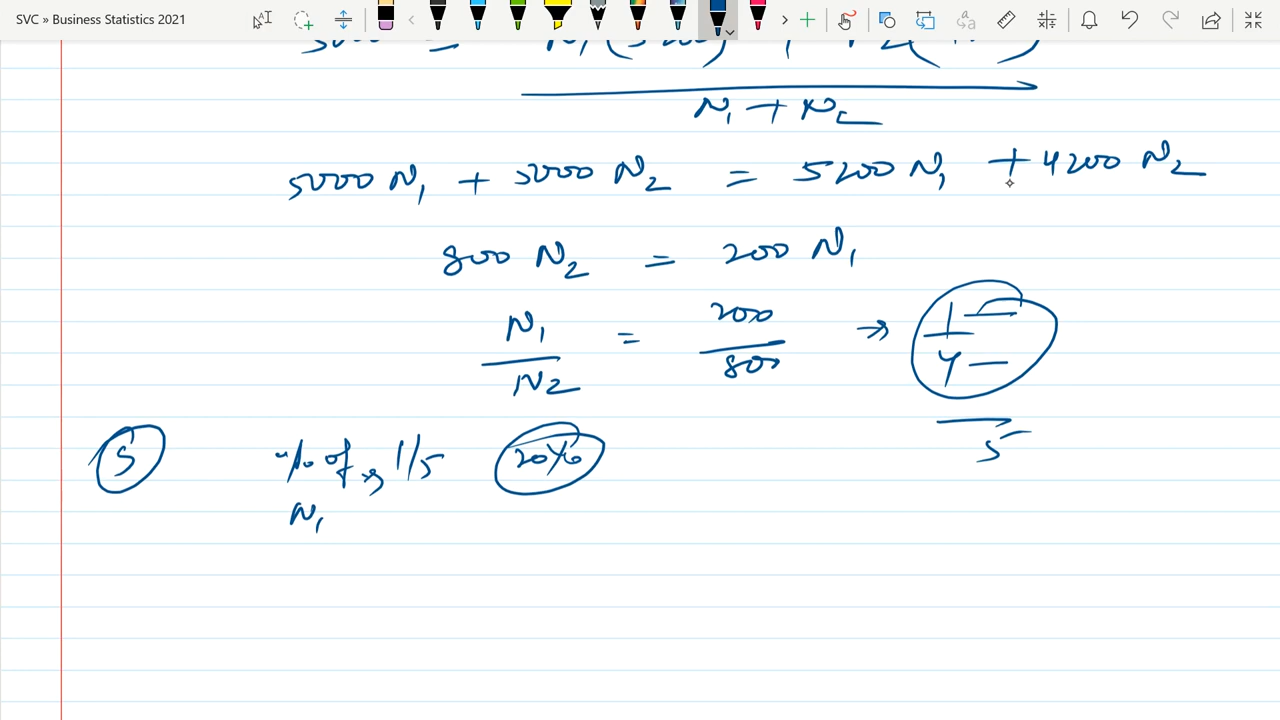 SVC » Business Statistics 2021
N1 + N2
5000 N1 + 5000 N2 = 5200 N1 + 4200 N2
800 N2 = 200 N1
N1 / N2 = 200 / 800 → 1 / 4
5
5 % of → 1/5 20%
N1